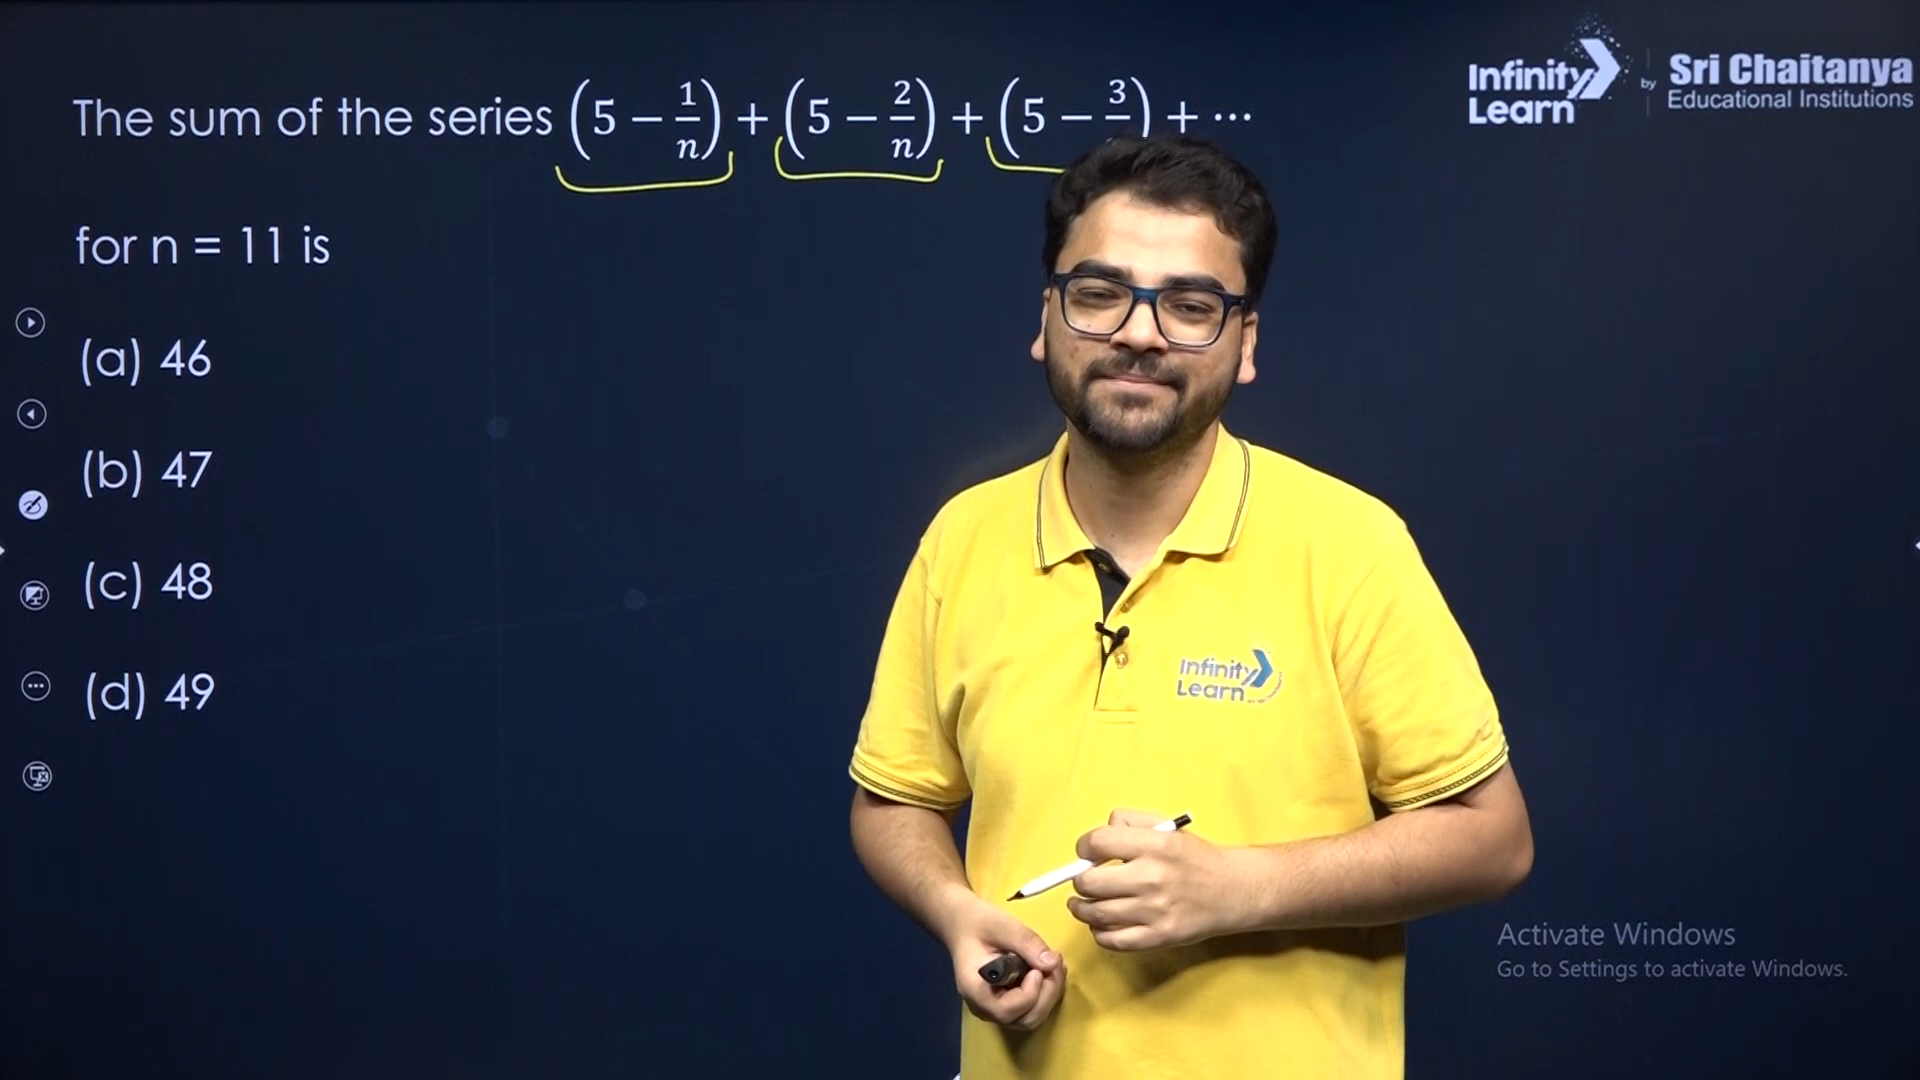 The sum of the series (5 − 1/n) + (5 − 2/n) + (5 − 3/ ) + ⋯
for n = 11 is
(a) 46
(b) 47
(c) 48
(d) 49
Infinity Learn
by
Sri Chaitanya
Educational Institutions
Infinity
Learn
Activate Windows
Go to Settings to activate Windows.